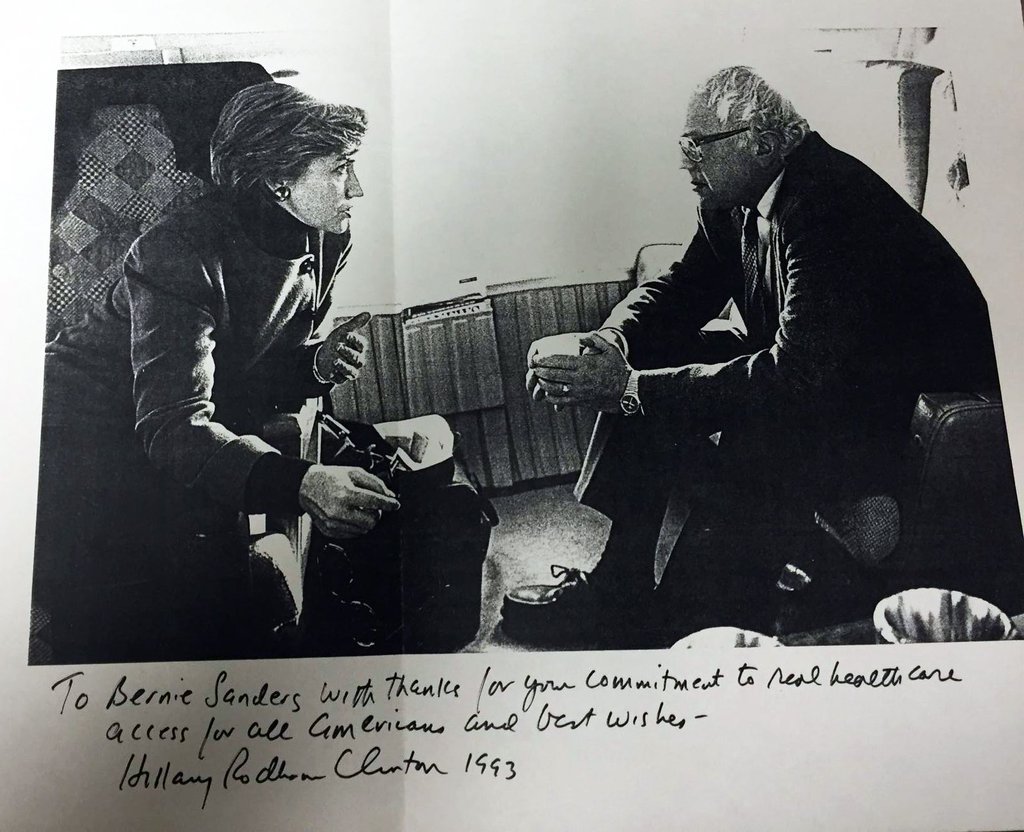 To Bernie Sanders with thanks for your commitment to real healthcare
access for all Americans and best wishes -
Hillary Rodham Clinton 1993